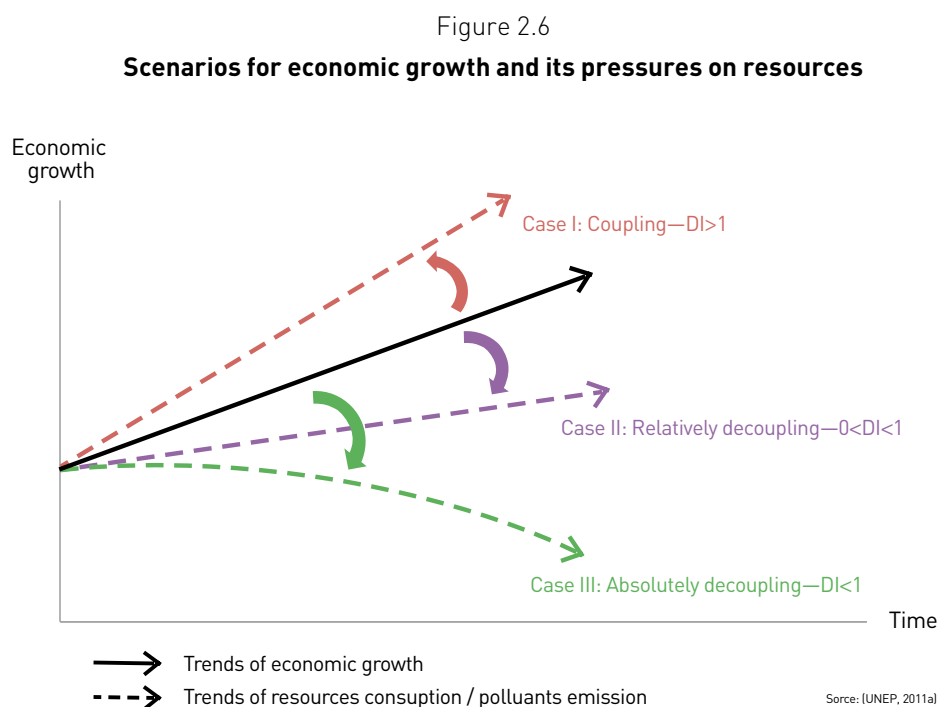 Figure 2.6
Scenarios for economic growth and its pressures on resources
Economic
growth
Case I: Coupling—DI>1
Case II: Relatively decoupling—0<DI<1
Case III: Absolutely decoupling—DI<1
Time
Trends of economic growth
Trends of resources consuption / polluants emission
Sorce: (UNEP, 2011a)